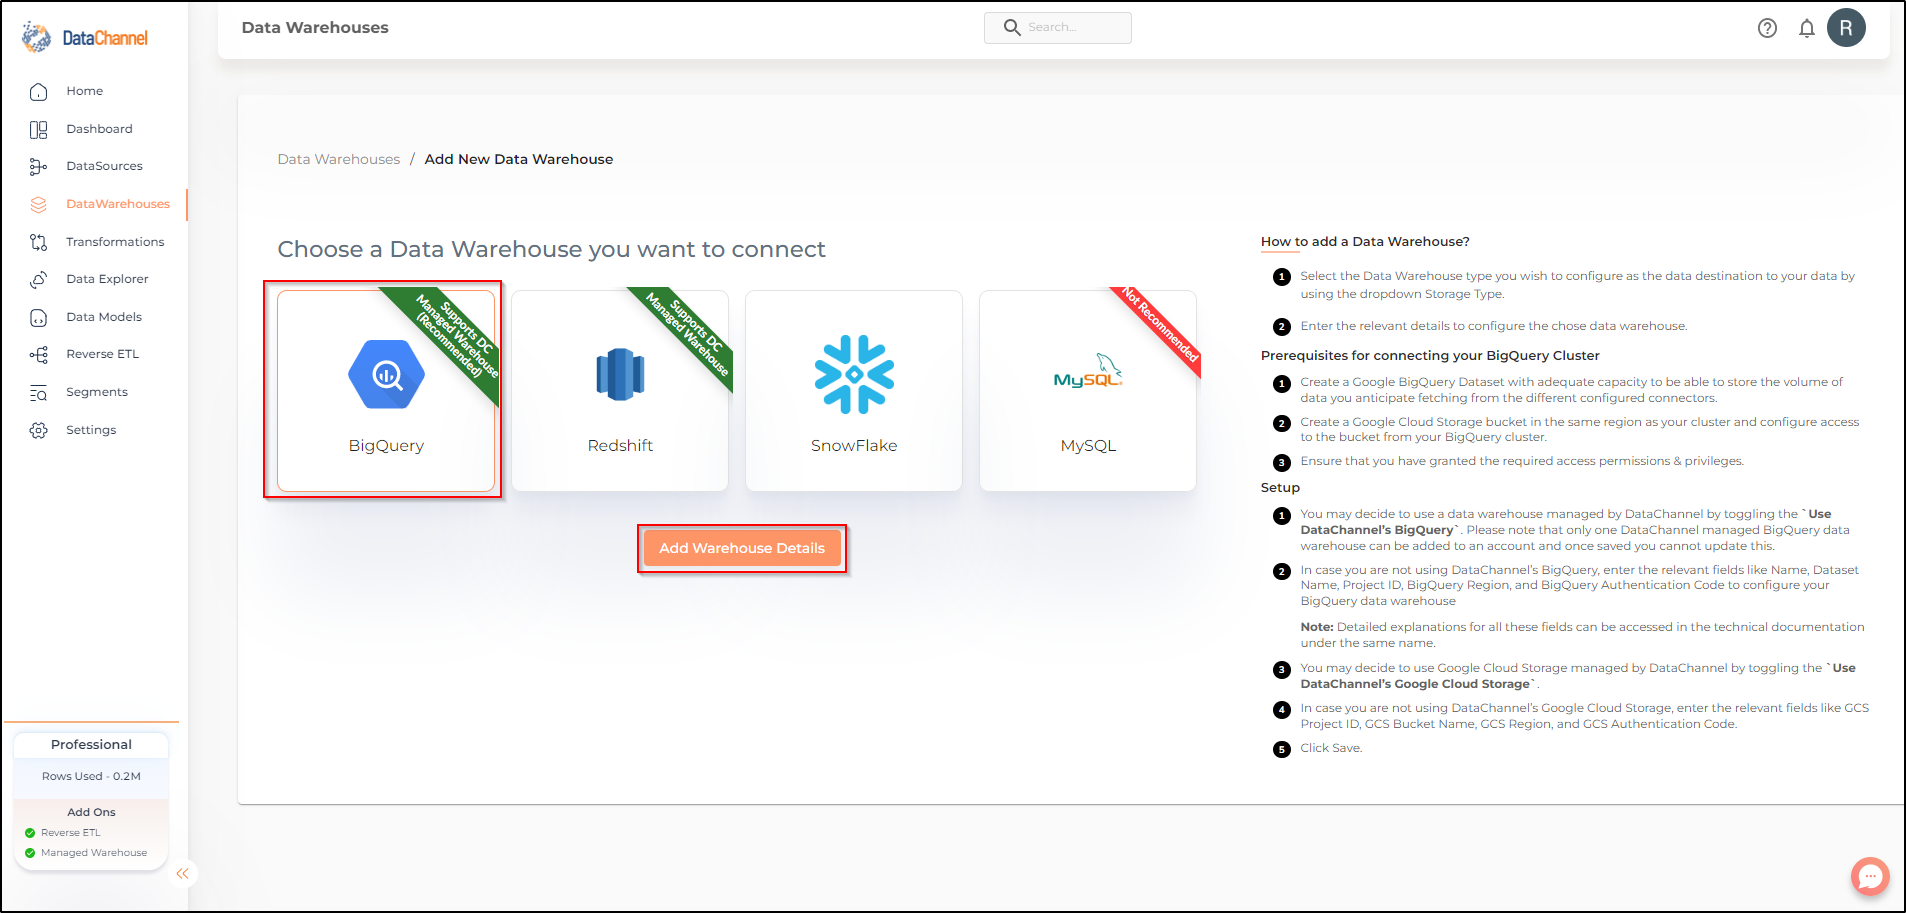 DataChannel
Data Warehouses
Search...
R
Home
Dashboard
DataSources
DataWarehouses
Transformations
Data Explorer
Data Models
Reverse ETL
Segments
Settings
Professional
Rows Used - 0.2M
Add Ons
Reverse ETL
Managed Warehouse
Data Warehouses / Add New Data Warehouse
Choose a Data Warehouse you want to connect
Supports DC
Managed Warehouse
(Recommended)
BigQuery
Supports DC
Managed Warehouse
Redshift
SnowFlake
Not Recommended
MySQL
MySQL
Add Warehouse Details
How to add a Data Warehouse?
1 Select the Data Warehouse type you wish to configure as the data destination to your data by
using the dropdown Storage Type.
2 Enter the relevant details to configure the chose data warehouse.
Prerequisites for connecting your BigQuery Cluster
1 Create a Google BigQuery Dataset with adequate capacity to be able to store the volume of
data you anticipate fetching from the different configured connectors.
2 Create a Google Cloud Storage bucket in the same region as your cluster and configure access
to the bucket from your BigQuery cluster.
3 Ensure that you have granted the required access permissions & privileges.
Setup
1 You may decide to use a data warehouse managed by DataChannel by toggling the `Use
DataChannel's BigQuery`. Please note that only one DataChannel managed BigQuery data
warehouse can be added to an account and once saved you cannot update this.
2 In case you are not using DataChannel's BigQuery, enter the relevant fields like Name, Dataset
Name, Project ID, BigQuery Region, and BigQuery Authentication Code to configure your
BigQuery data warehouse
Note: Detailed explanations for all these fields can be accessed in the technical documentation
under the same name.
3 You may decide to use Google Cloud Storage managed by DataChannel by toggling the `Use
DataChannel's Google Cloud Storage`.
4 In case you are not using DataChannel's Google Cloud Storage, enter the relevant fields like GCS
Project ID, GCS Bucket Name, GCS Region, and GCS Authentication Code.
5 Click Save.